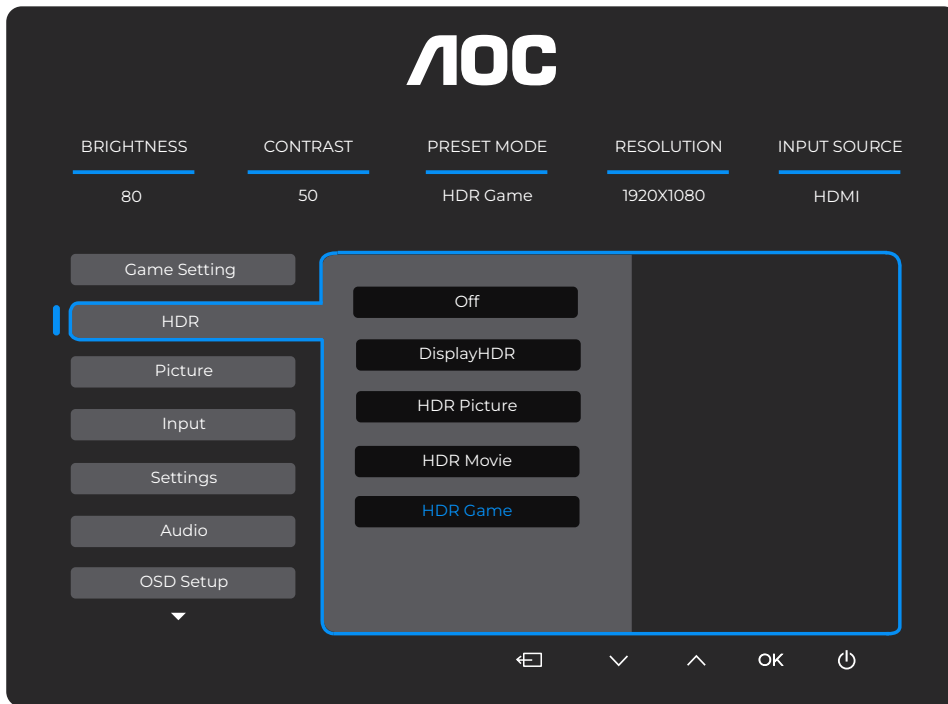 AOC
BRIGHTNESS CONTRAST PRESET MODE RESOLUTION INPUT SOURCE
80 50 HDR Game 1920X1080 HDMI
Game Setting
HDR
Picture
Input
Settings
Audio
OSD Setup
Off
DisplayHDR
HDR Picture
HDR Movie
HDR Game
OK